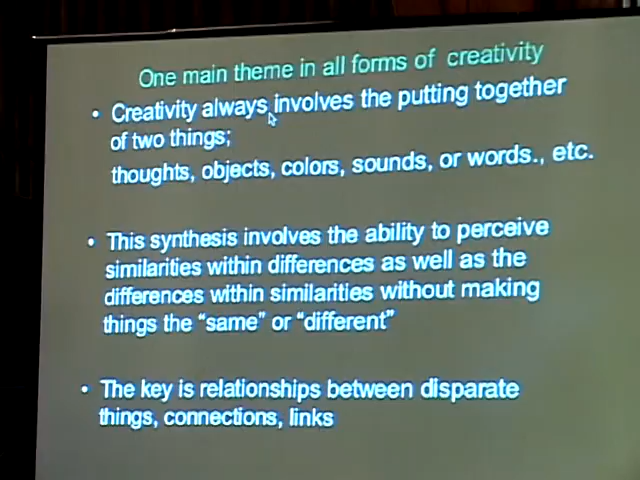 One main theme in all forms of creativity
• Creativity always involves the putting together
of two things;
thoughts, objects, colors, sounds, or words., etc.
• This synthesis involves the ability to perceive
similarities within differences as well as the
differences within similarities without making
things the “same” or “different”
• The key is relationships between disparate
things, connections, links